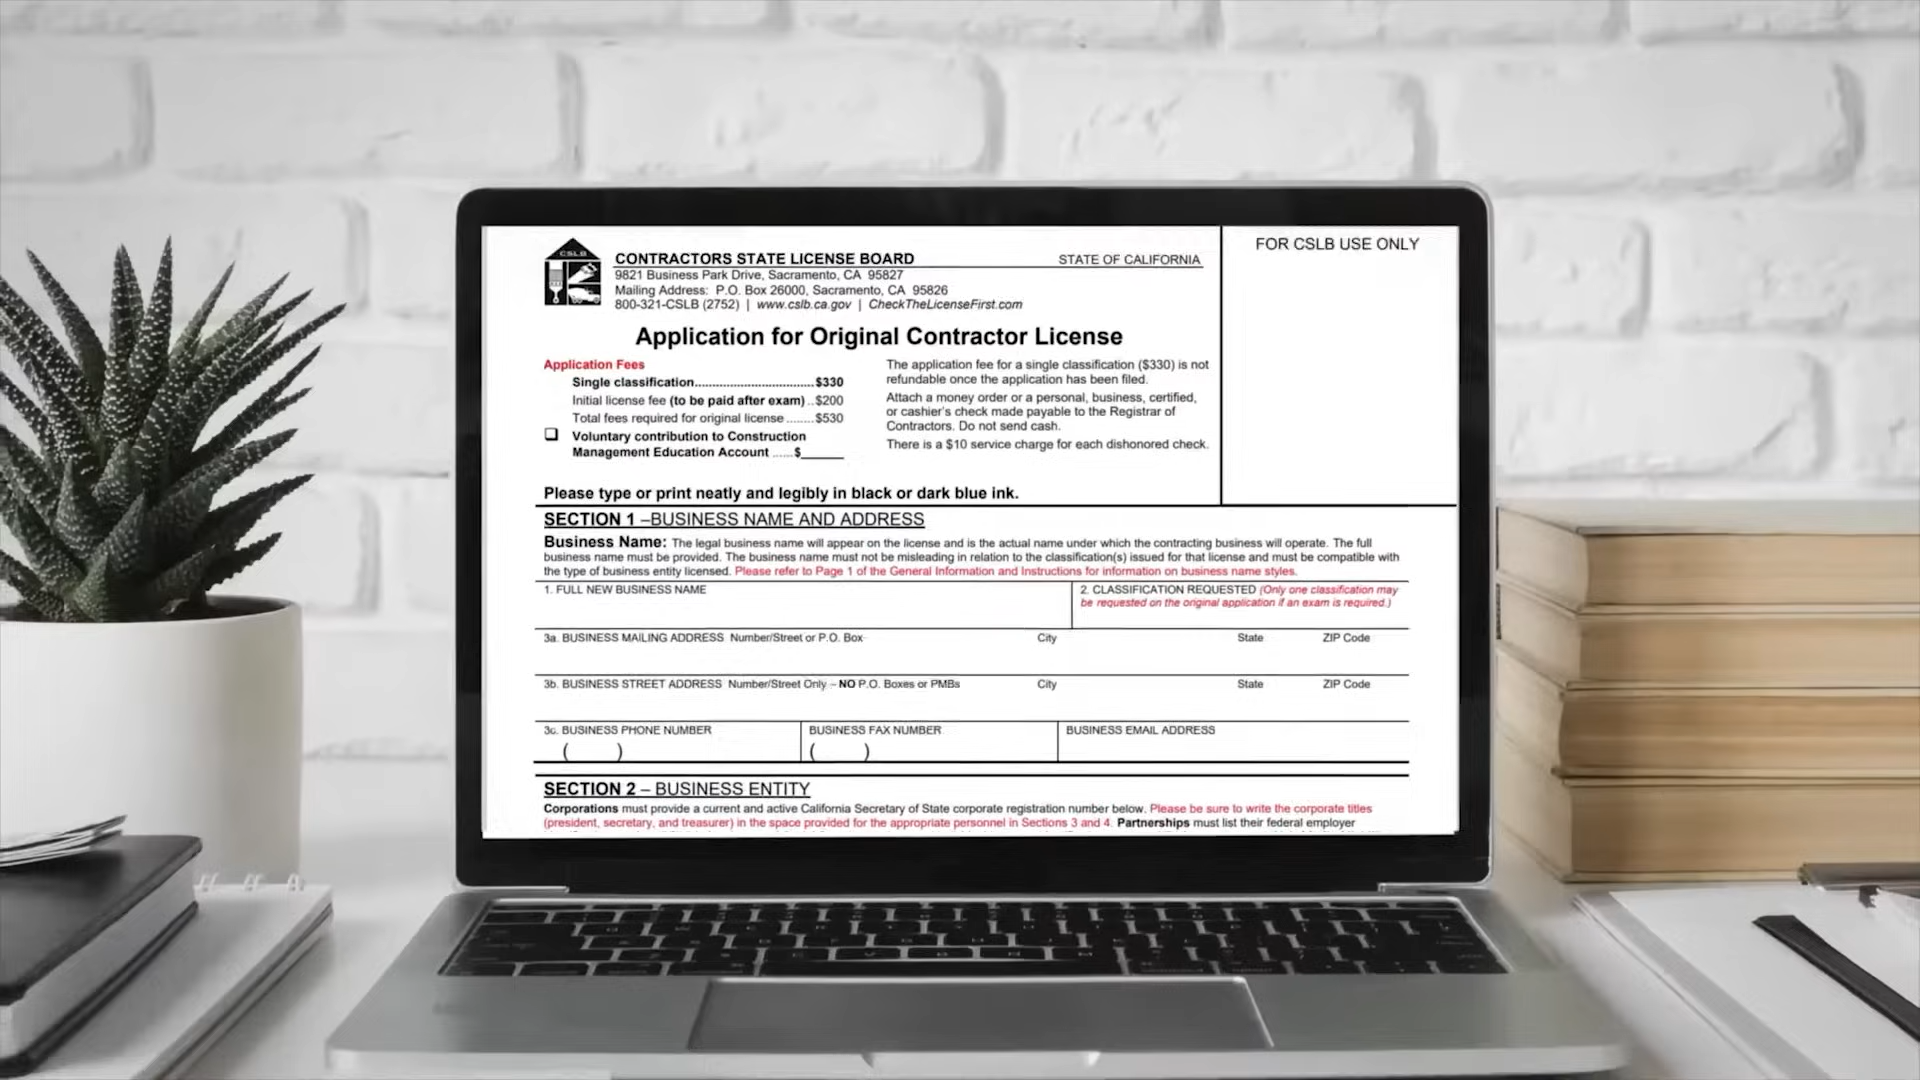 CSLB
CONTRACTORS STATE LICENSE BOARD STATE OF CALIFORNIA
9821 Business Park Drive, Sacramento, CA 95827
Mailing Address: P.O. Box 26000, Sacramento, CA 95826
800-321-CSLB (2752) | www.cslb.ca.gov | CheckTheLicenseFirst.com
FOR CSLB USE ONLY
Application for Original Contractor License
Application Fees
Single classification..................................$330
Initial license fee (to be paid after exam)..$200
Total fees required for original license ........$530
Voluntary contribution to Construction
Management Education Account ......$______
The application fee for a single classification ($330) is not
refundable once the application has been filed.
Attach a money order or a personal, business, certified,
or cashier's check made payable to the Registrar of
Contractors. Do not send cash.
There is a $10 service charge for each dishonored check.
Please type or print neatly and legibly in black or dark blue ink.
SECTION 1 –BUSINESS NAME AND ADDRESS
Business Name: The legal business name will appear on the license and is the actual name under which the contracting business will operate. The full
business name must be provided. The business name must not be misleading in relation to the classification(s) issued for that license and must be compatible with
the type of business entity licensed. Please refer to Page 1 of the General Information and Instructions for information on business name styles.
1. FULL NEW BUSINESS NAME
2. CLASSIFICATION REQUESTED (Only one classification may
be requested on the original application if an exam is required.)
3a. BUSINESS MAILING ADDRESS Number/Street or P.O. Box City State ZIP Code
3b. BUSINESS STREET ADDRESS Number/Street Only – NO P.O. Boxes or PMBs City State ZIP Code
3c. BUSINESS PHONE NUMBER BUSINESS FAX NUMBER BUSINESS EMAIL ADDRESS
( ) ( )
SECTION 2 – BUSINESS ENTITY
Corporations must provide a current and active California Secretary of State corporate registration number below. Please be sure to write the corporate titles
(president, secretary, and treasurer) in the space provided for the appropriate personnel in Sections 3 and 4. Partnerships must list their federal employer